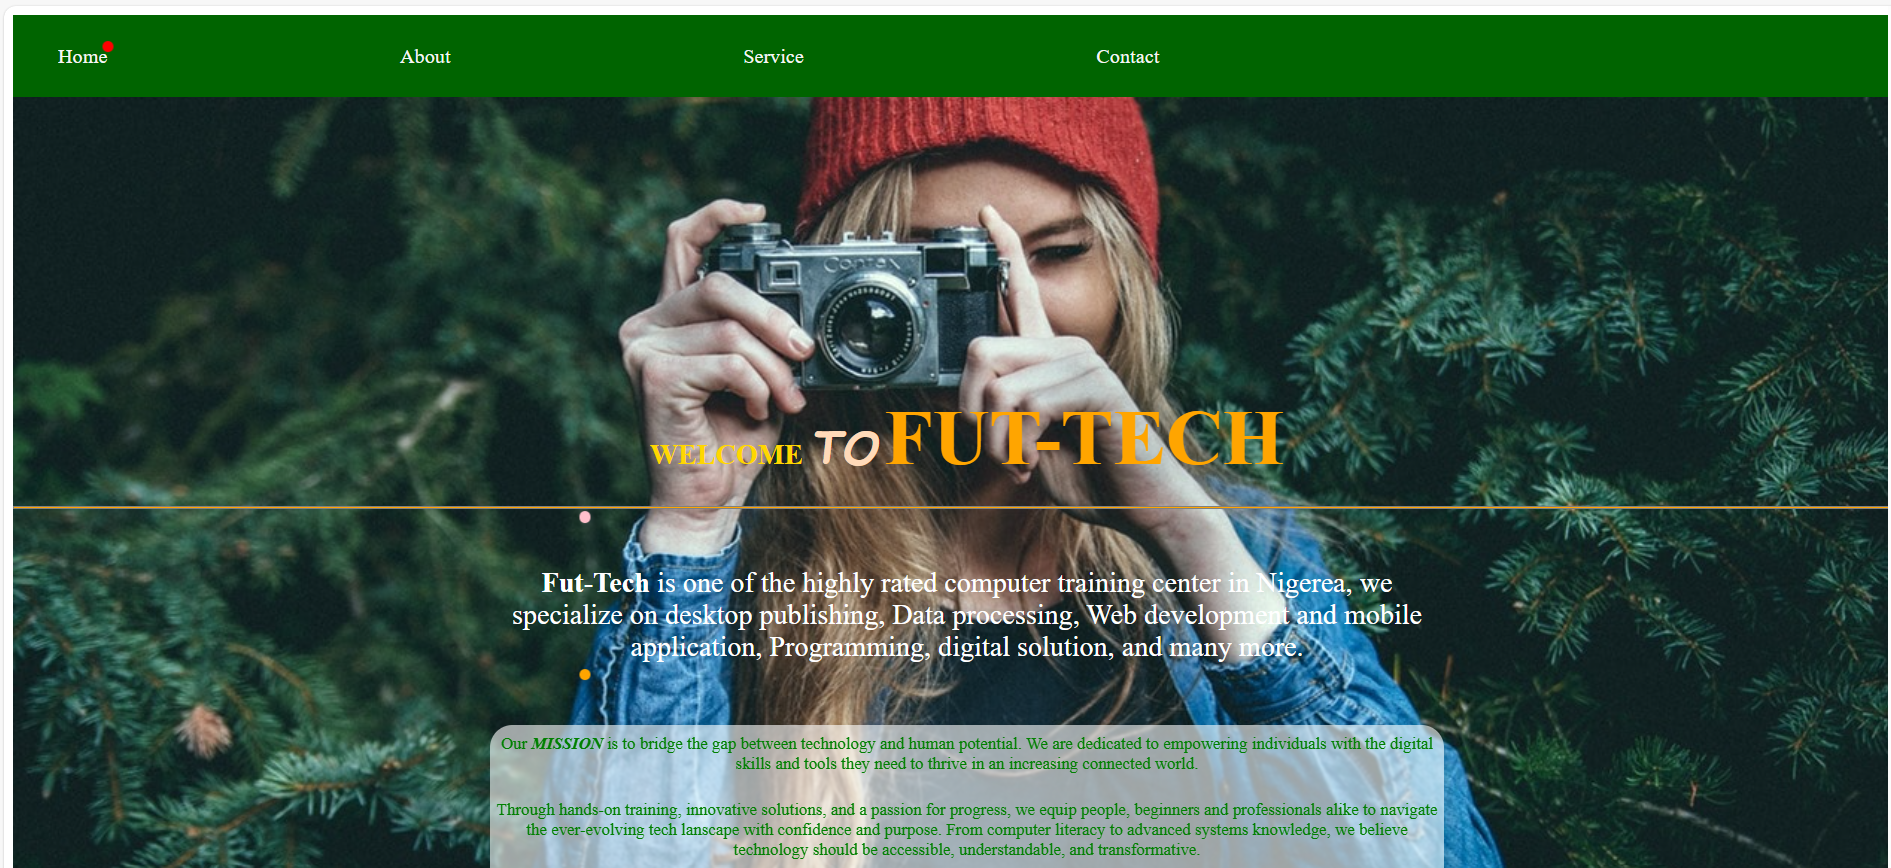 Home About Service Contact
Contex
WELCOME TO FUT-TECH
Fut-Tech is one of the highly rated computer training center in Nigerea, we
specialize on desktop publishing, Data processing, Web development and mobile
application, Programming, digital solution, and many more.
Our MISSION is to bridge the gap between technology and human potential. We are dedicated to empowering individuals with the digital
skills and tools they need to thrive in an increasing connected world.
Through hands-on training, innovative solutions, and a passion for progress, we equip people, beginners and professionals alike to navigate
the ever-evolving tech lanscape with confidence and purpose. From computer literacy to advanced systems knowledge, we believe
technology should be accessible, understandable, and transformative.